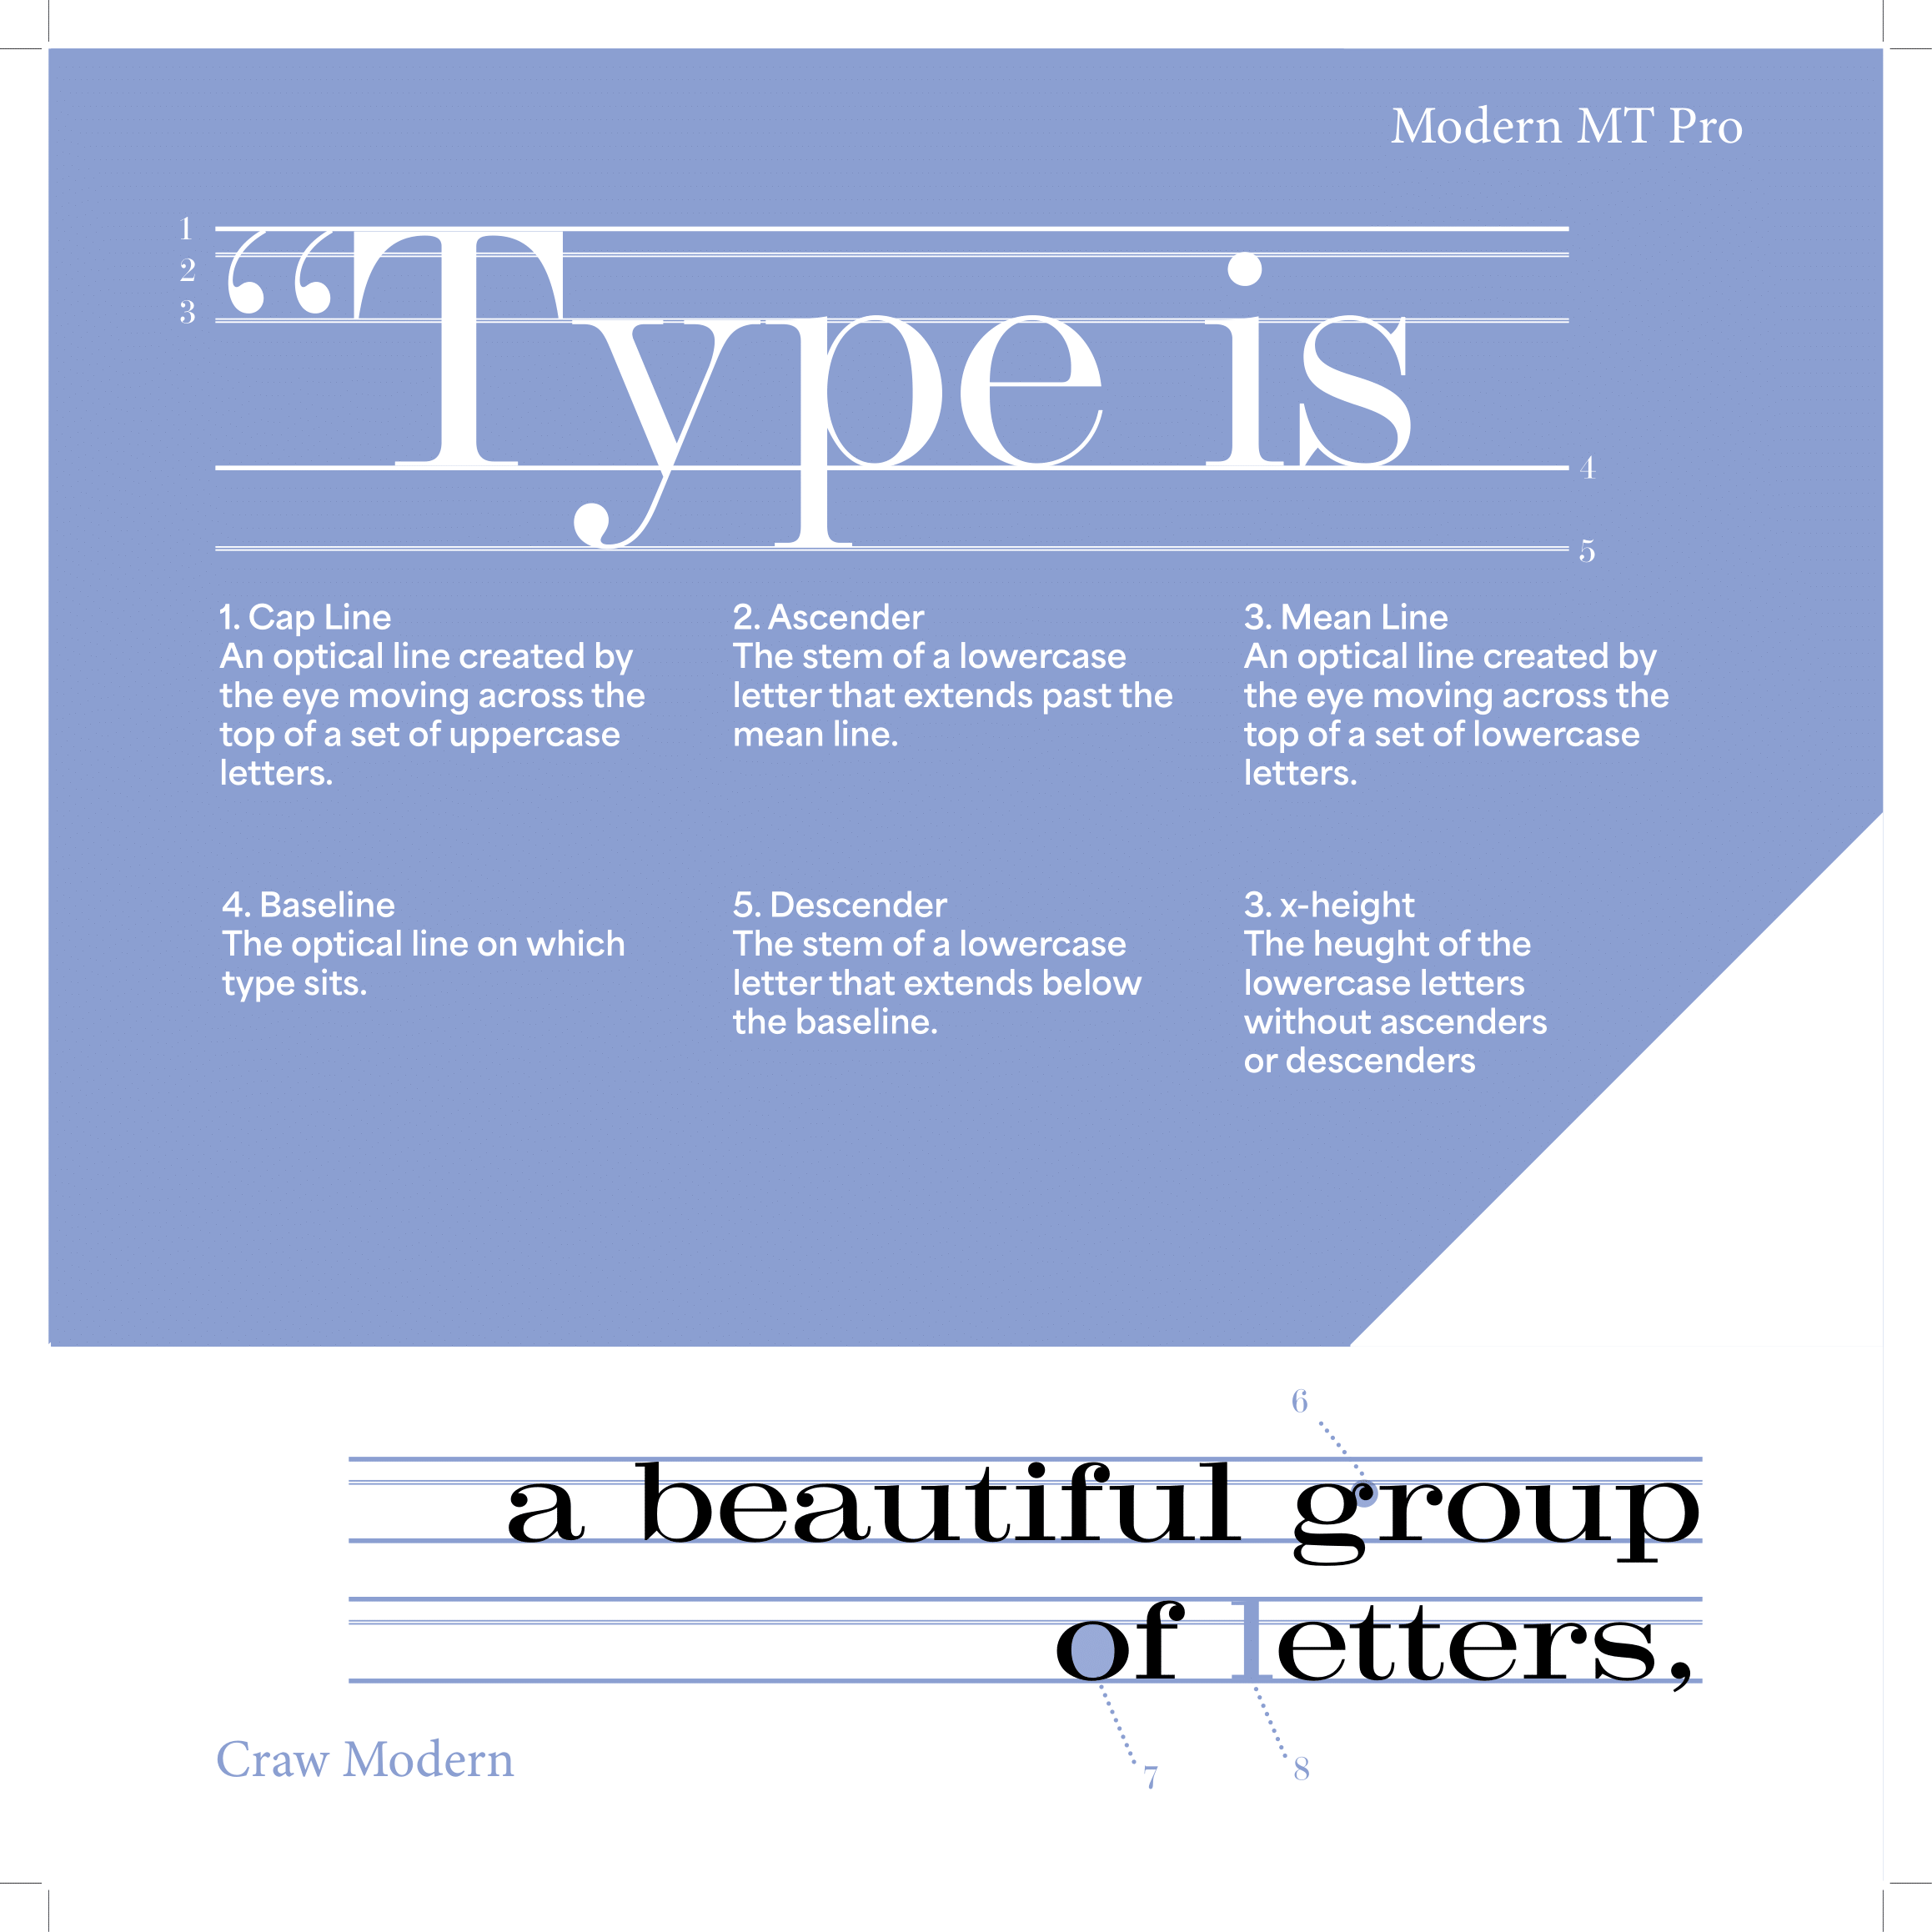 Modern MT Pro
1
2
3
“Type is
4
5
1. Cap Line
An optical line created by
the eye moving across the
top of a set of uppercase
letters.
2. Ascender
The stem of a lowercase
letter that extends past the
mean line.
3. Mean Line
An optical line created by
the eye moving across the
top of a set of lowercase
letters.
4. Baseline
The optical line on which
type sits.
5. Descender
The stem of a lowercase
letter that extends below
the baseline.
3. x-height
The heught of the
lowercase letters
without ascenders
or descenders
6
a beautiful group
of letters,
7
8
Craw Modern